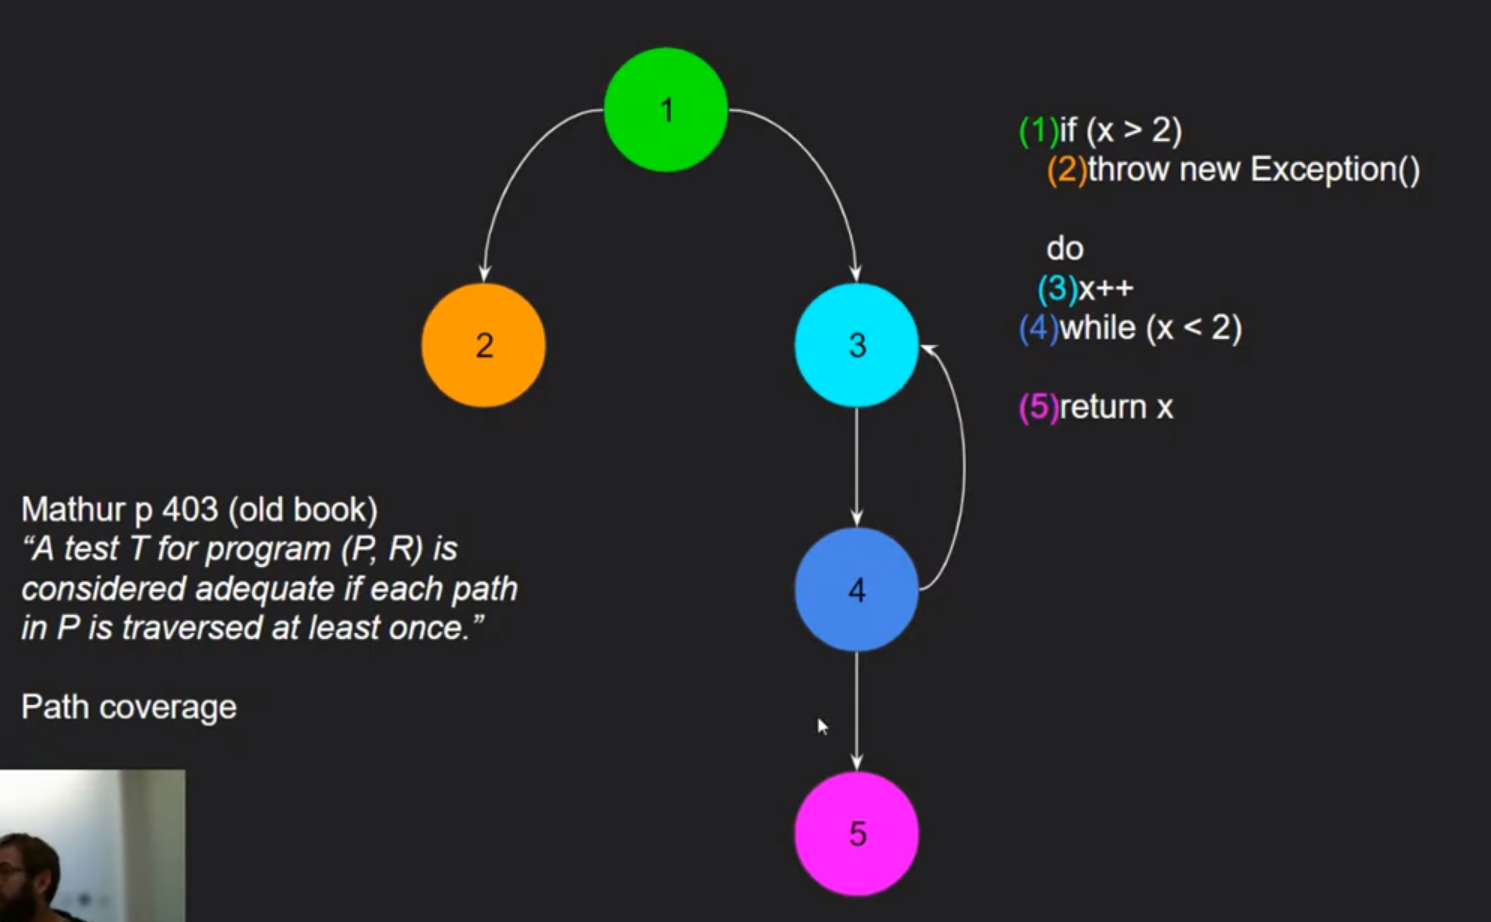 1
2
3
4
5
(1)if (x > 2)
(2)throw new Exception()
do
(3)x++
(4)while (x < 2)
(5)return x
Mathur p 403 (old book)
“A test T for program (P, R) is
considered adequate if each path
in P is traversed at least once.”
Path coverage